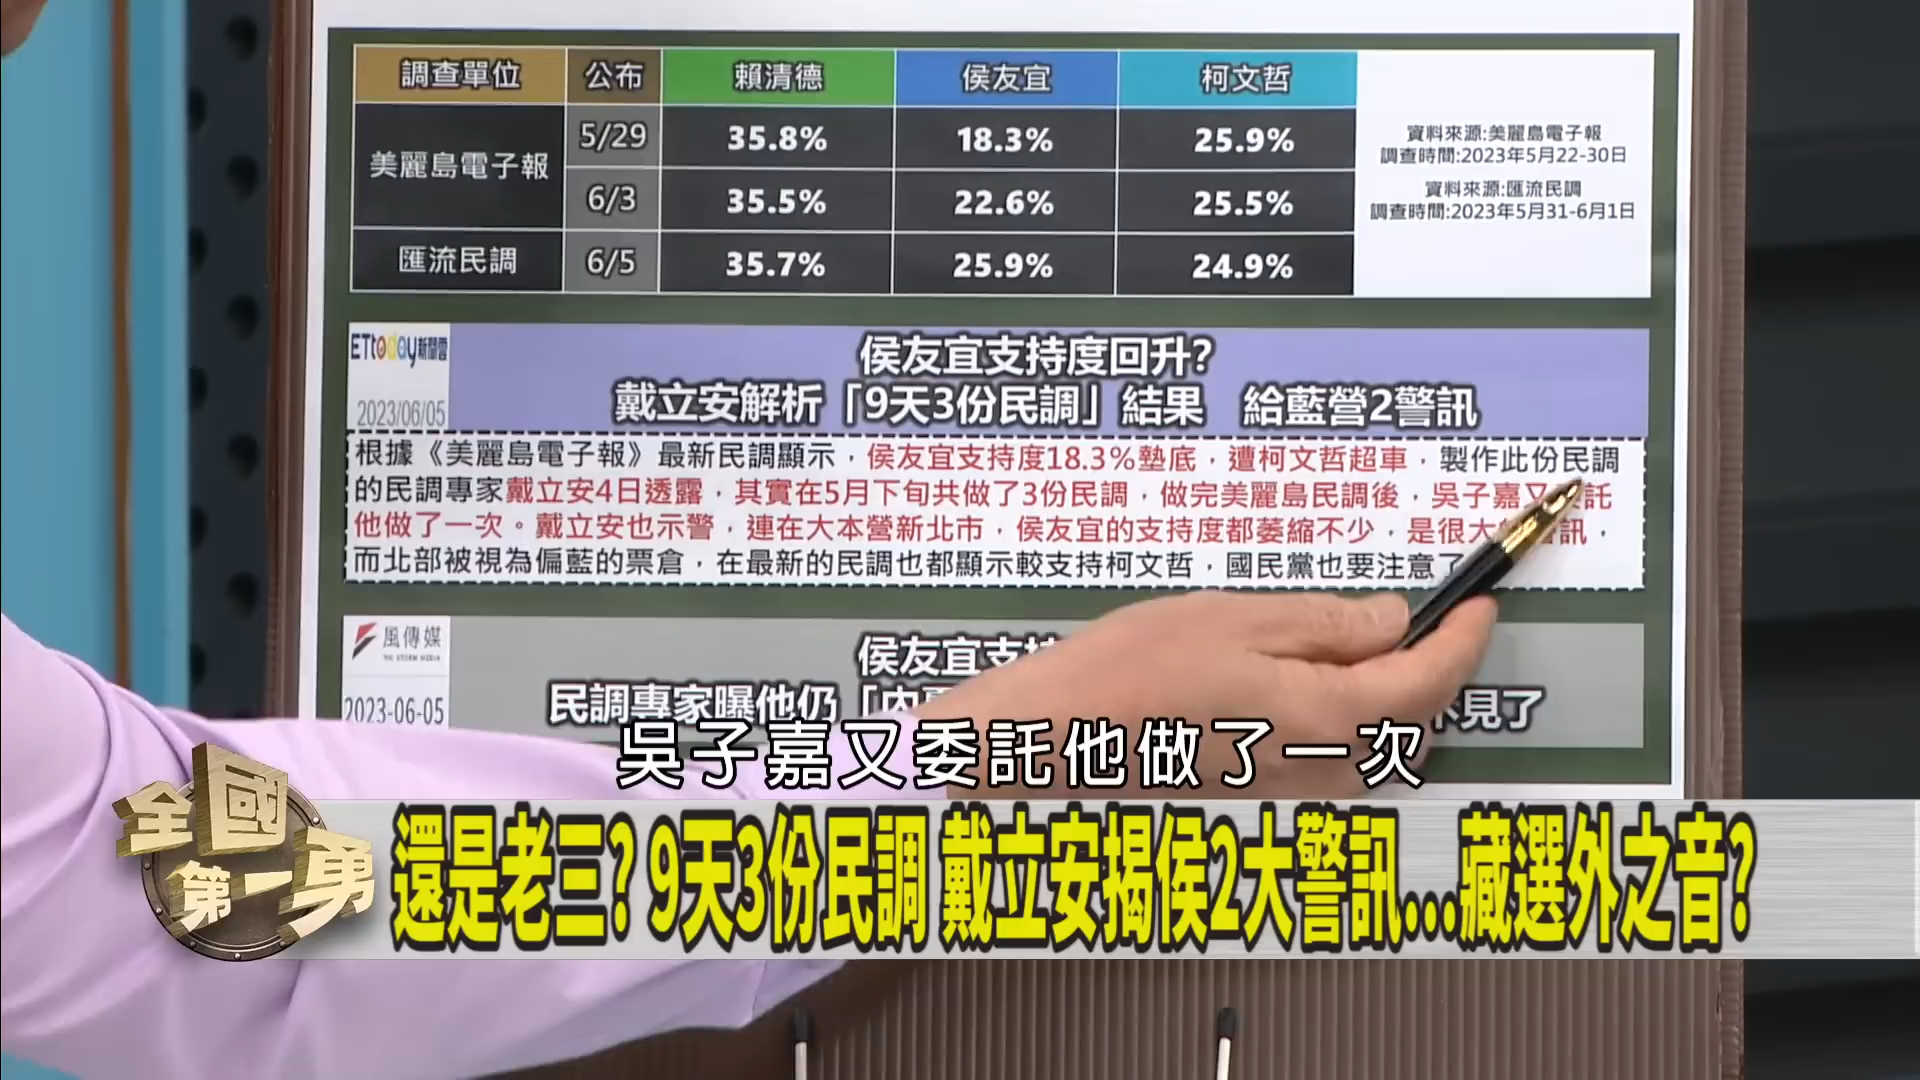 調查單位 公布 賴清德 侯友宜 柯文哲
美麗島電子報 5/29 35.8% 18.3% 25.9%
6/3 35.5% 22.6% 25.5%
匯流民調 6/5 35.7% 25.9% 24.9%
資料來源:美麗島電子報
調查時間:2023年5月22-30日
資料來源:匯流民調
調查時間:2023年5月31-6月1日
ETtoday新聞雲
2023/06/05
侯友宜支持度回升?
戴立安解析「9天3份民調」結果 給藍營2警訊
根據《美麗島電子報》最新民調顯示，侯友宜支持度18.3%墊底，遭柯文哲超車，製作此份民調
的民調專家戴立安4日透露，其實在5月下旬共做了3份民調，做完美麗島民調後，吳子嘉又託
他做了一次。戴立安也示警，連在大本營新北市，侯友宜的支持度都萎縮不少，是很大警訊，
而北部被視為偏藍的票倉，在最新的民調也都顯示較支持柯文哲，國民黨也要注意了
風傳媒
THE STORM MEDIA
2023-06-05
侯友宜支
民調專家曝他仍「內 不見了
吳子嘉又委託他做了一次
全國第一勇
還是老三?9天3份民調 戴立安揭侯2大警訊...藏選外之音?